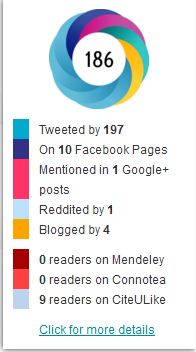 186
Tweeted by 197
On 10 Facebook Pages
Mentioned in 1 Google+
posts
Reddited by 1
Blogged by 4
0 readers on Mendeley
0 readers on Connotea
9 readers on CiteULike
Click for more details